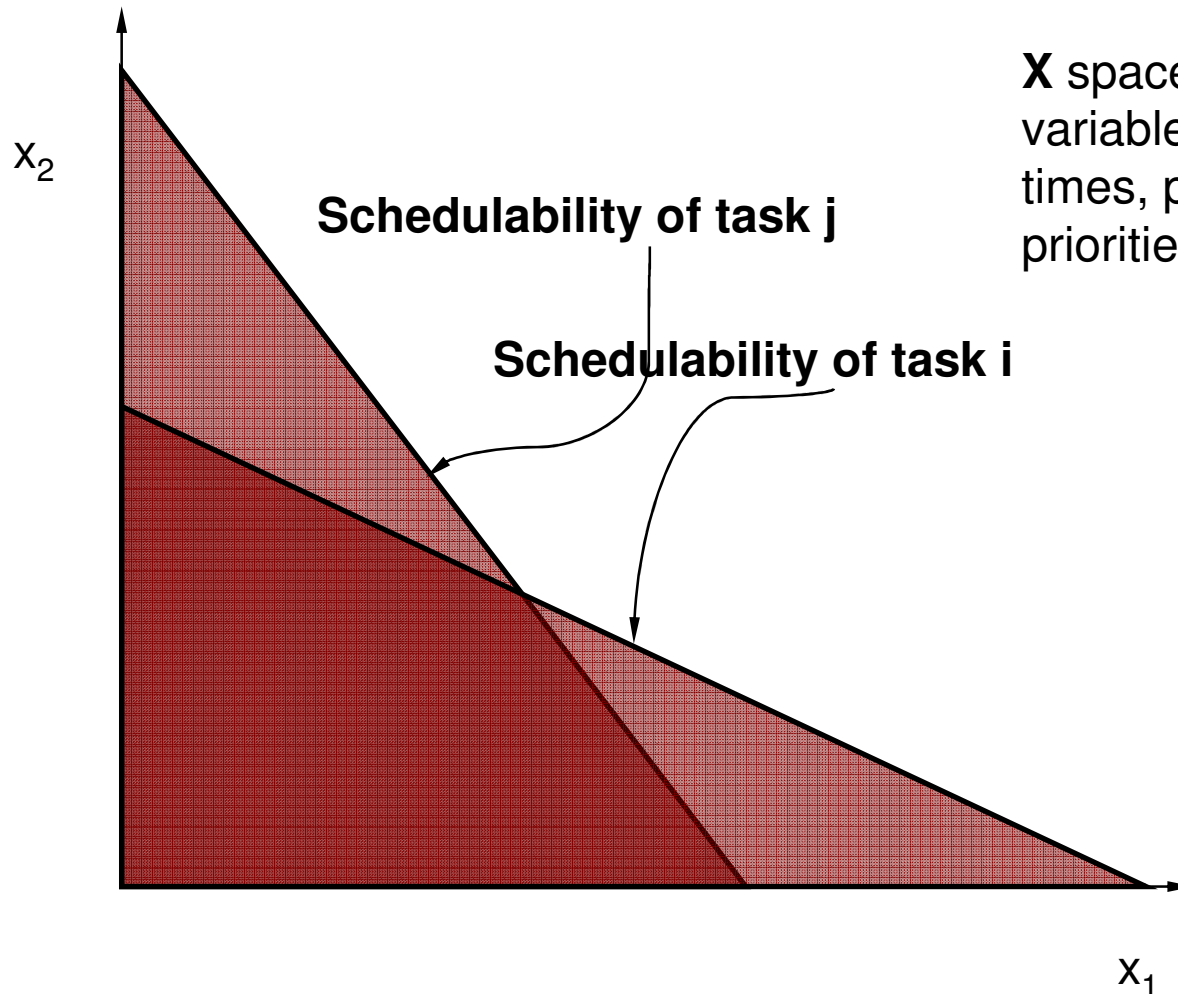 X space
variable
times, p
prioritie
x₂
Schedulability of task j
Schedulability of task i
x₁